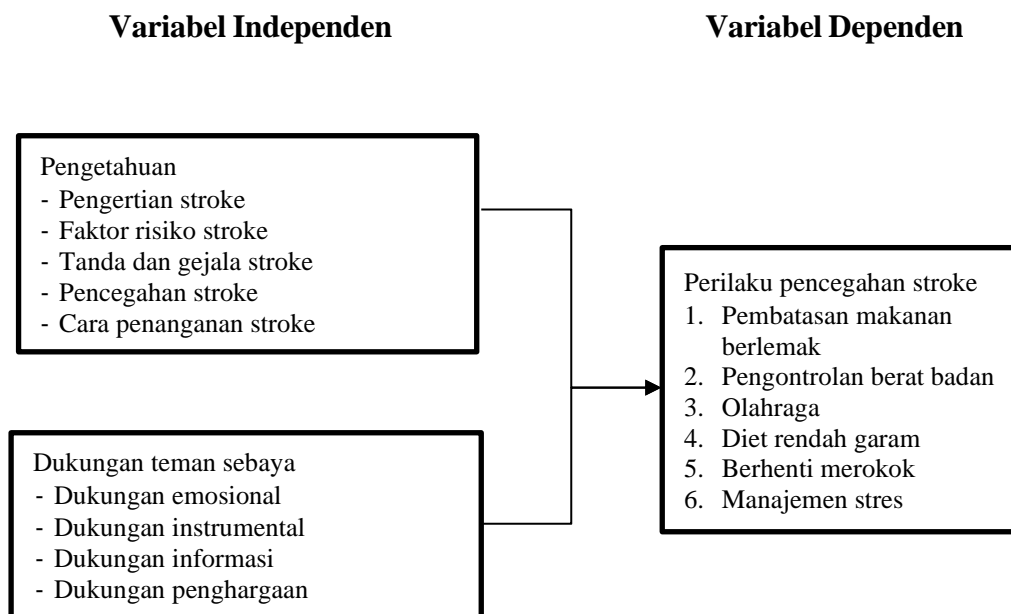 Variabel Independen
Variabel Dependen
Pengetahuan
- Pengertian stroke
- Faktor risiko stroke
- Tanda dan gejala stroke
- Pencegahan stroke
- Cara penanganan stroke
Dukungan teman sebaya
- Dukungan emosional
- Dukungan instrumental
- Dukungan informasi
- Dukungan penghargaan
Perilaku pencegahan stroke
1. Pembatasan makanan
berlemak
2. Pengontrolan berat badan
3. Olahraga
4. Diet rendah garam
5. Berhenti merokok
6. Manajemen stres